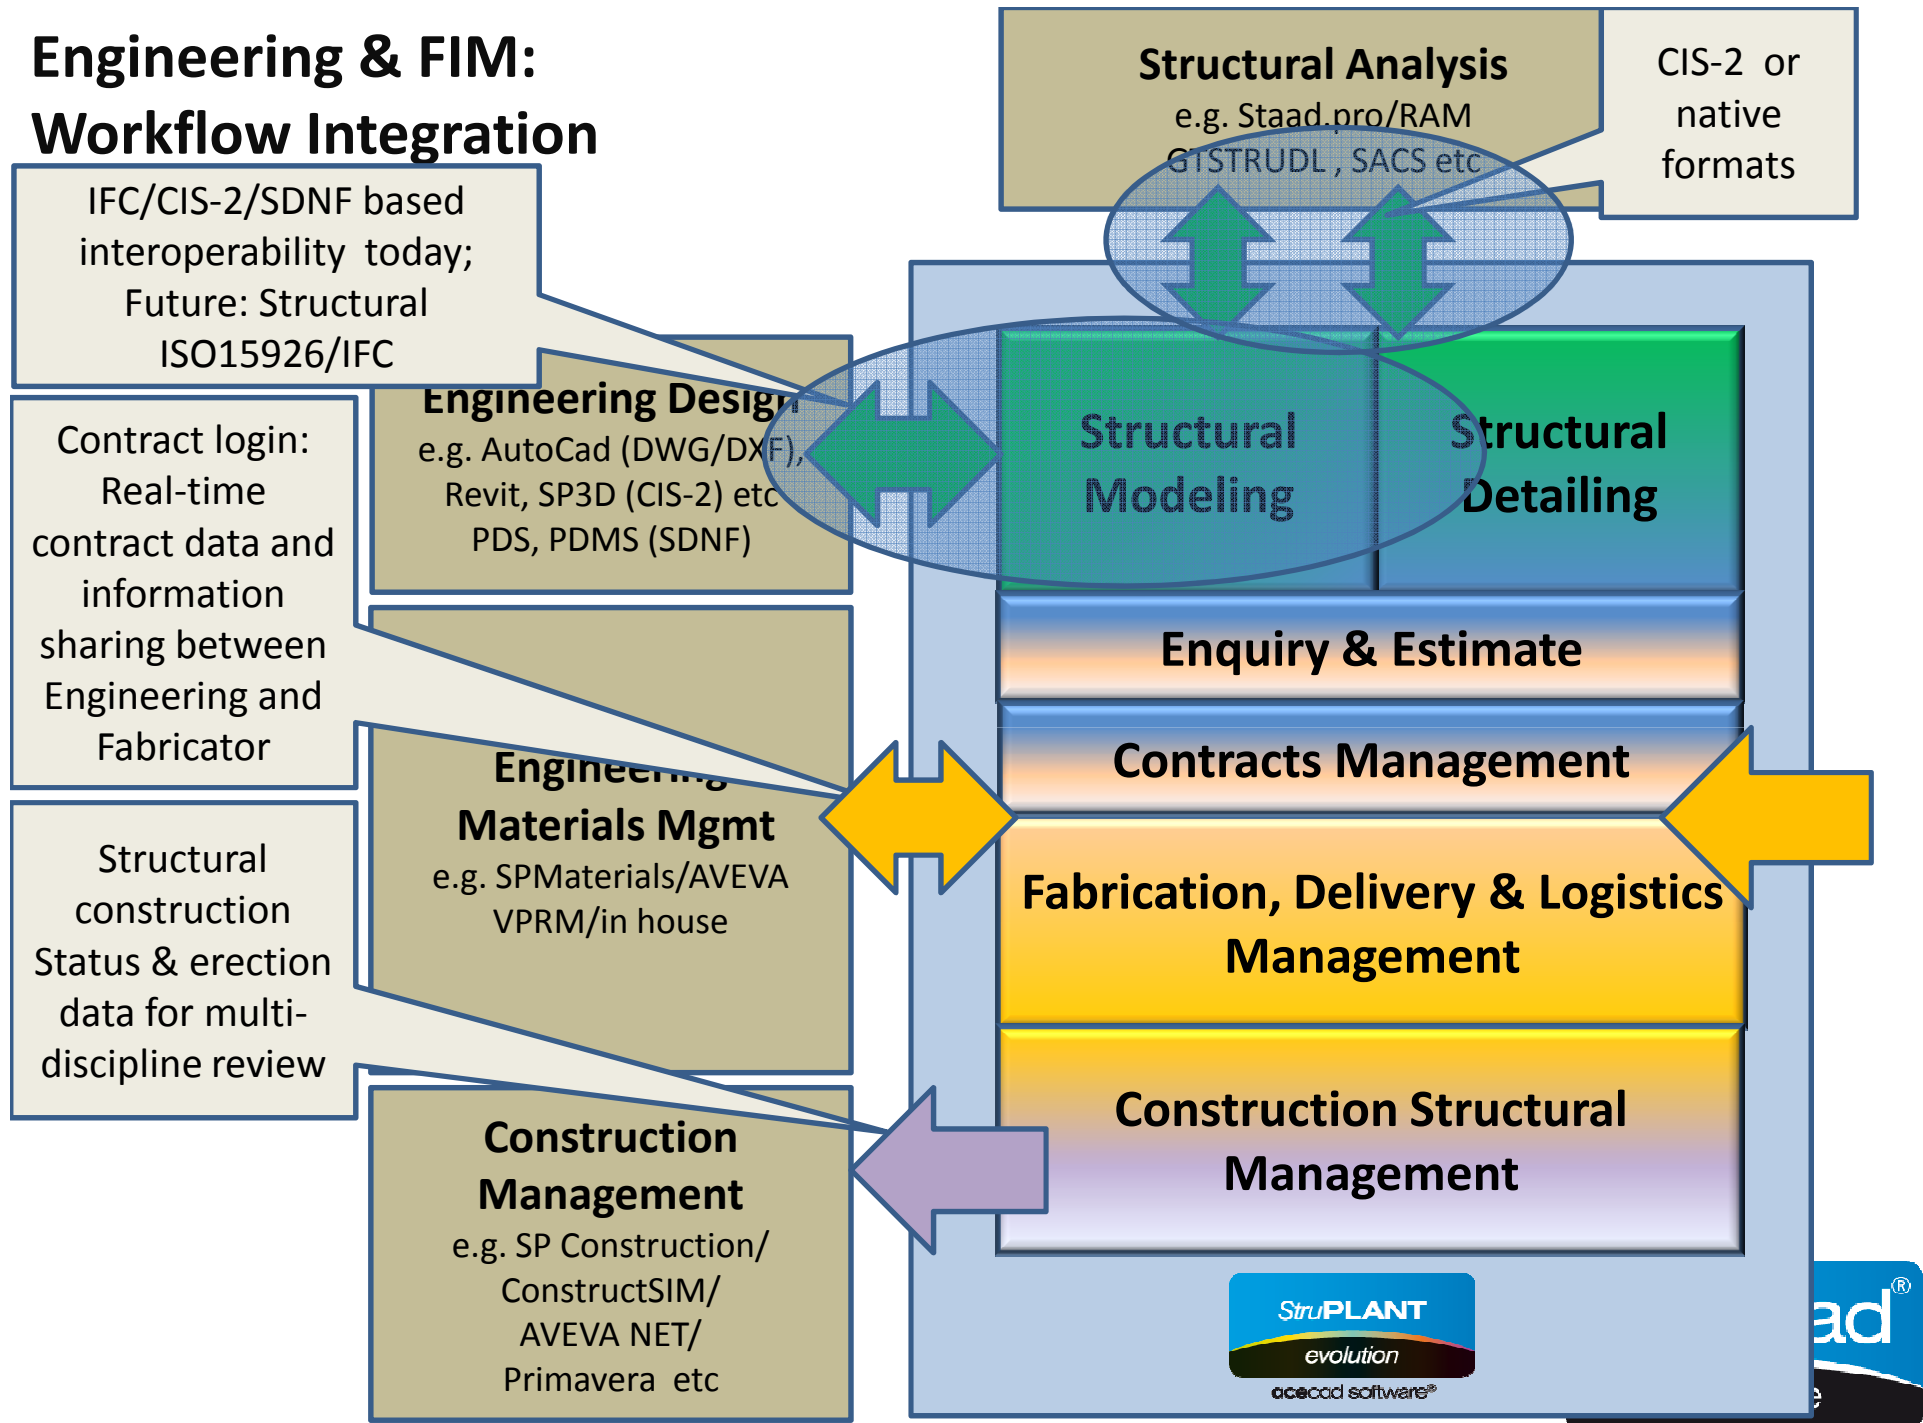 Engineering & FIM:
Workflow Integration
Structural Analysis
e.g. Staad.pro/RAM
GTSTRUDL , SACS etc
CIS-2 or
native
formats
IFC/CIS-2/SDNF based
interoperability today;
Future: Structural
ISO15926/IFC
Engineering Design
e.g. AutoCad (DWG/DXF),
Revit, SP3D (CIS-2) etc
PDS, PDMS (SDNF)
Structural
Modeling
Structural
Detailing
Contract login:
Real-time
contract data and
information
sharing between
Engineering and
Fabricator
Enquiry & Estimate
Contracts Management
Engineering
Materials Mgmt
e.g. SPMaterials/AVEVA
VPRM/in house
Fabrication, Delivery & Logistics
Management
Structural
construction
Status & erection
data for multi-
discipline review
Construction Structural
Management
Construction
Management
e.g. SP Construction/
ConstructSIM/
AVEVA NET/
Primavera etc
StruPLANT
evolution
acecad software®
ad®
e